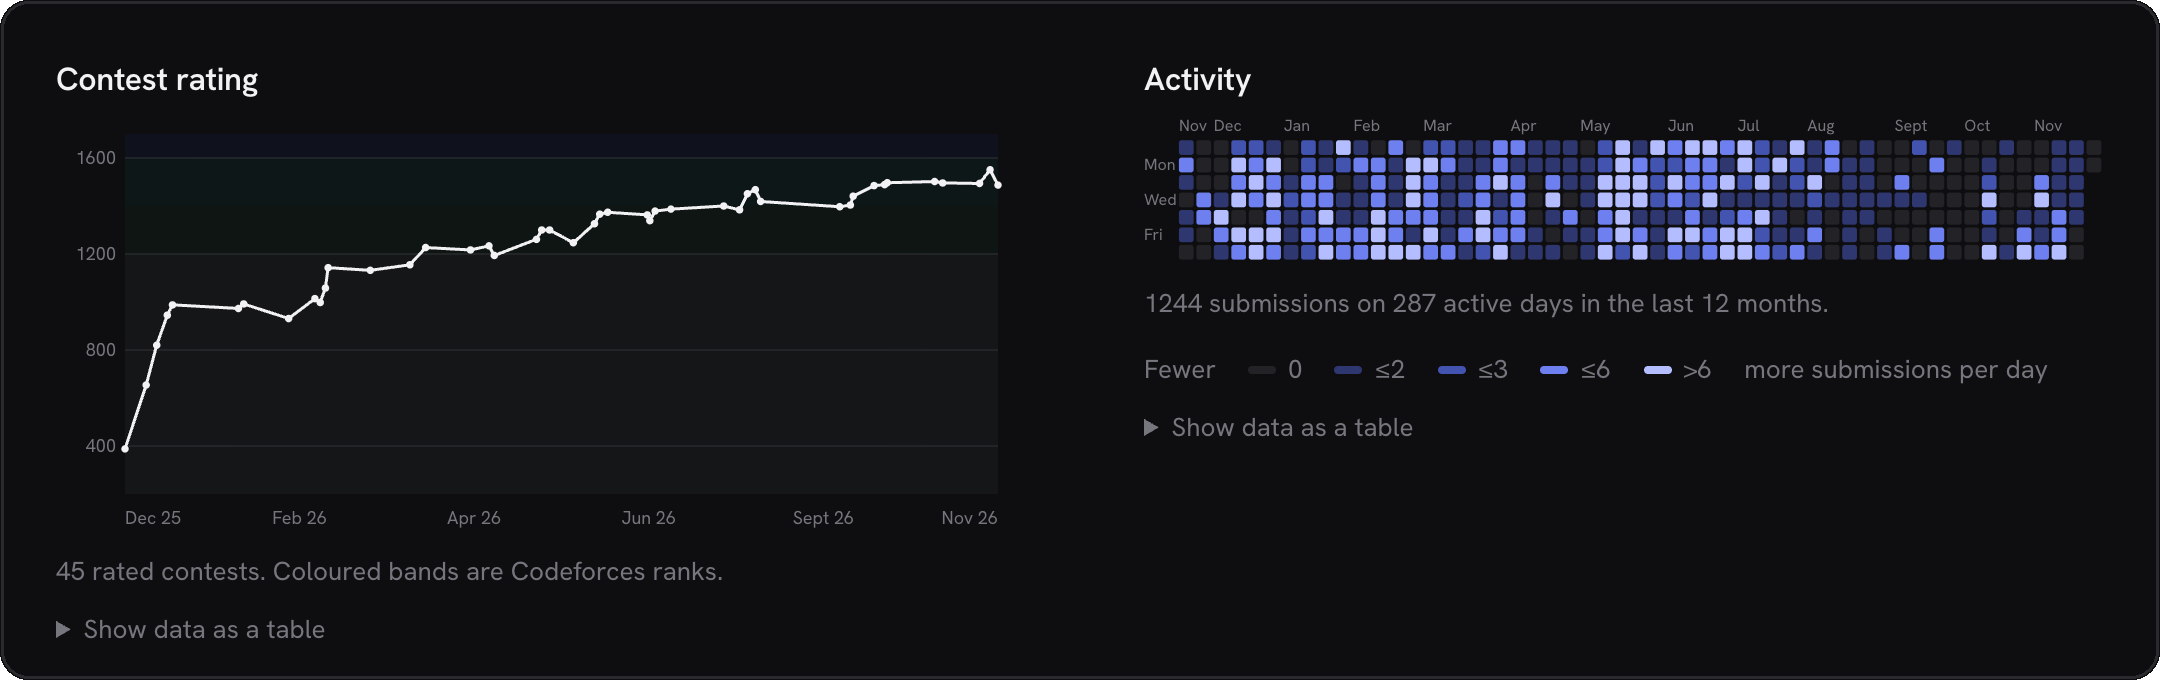 Contest rating
1600
1200
800
400
Dec 25 Feb 26 Apr 26 Jun 26 Sept 26 Nov 26
45 rated contests. Coloured bands are Codeforces ranks.
▶ Show data as a table
Activity
Nov Dec Jan Feb Mar Apr May Jun Jul Aug Sept Oct Nov
Mon
Wed
Fri
1244 submissions on 287 active days in the last 12 months.
Fewer 0 ≤2 ≤3 ≤6 >6 more submissions per day
▶ Show data as a table